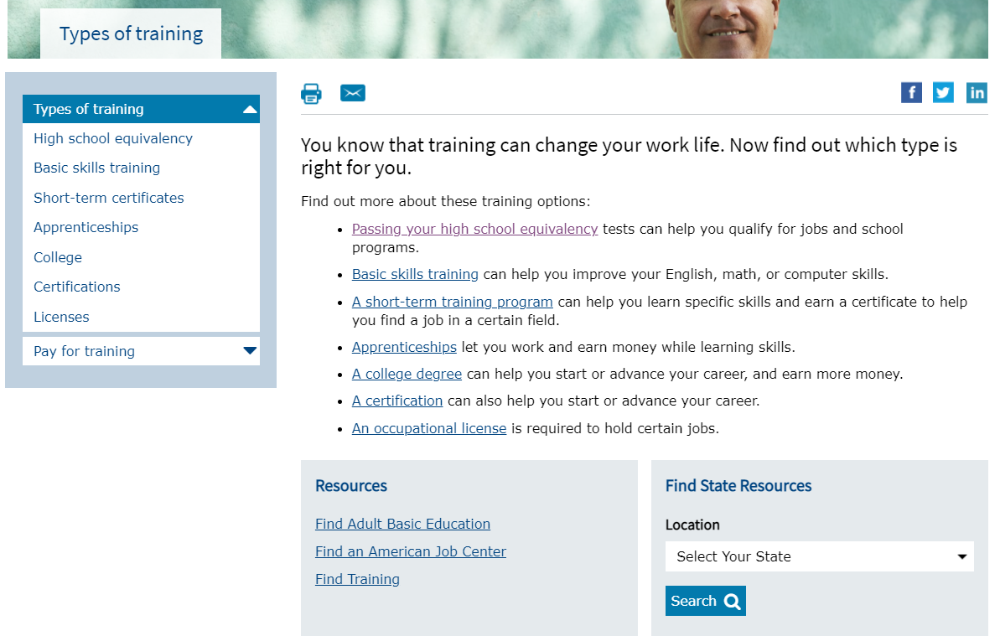 Types of training
Types of training
High school equivalency
Basic skills training
Short-term certificates
Apprenticeships
College
Certifications
Licenses
Pay for training
f
in
You know that training can change your work life. Now find out which type is
right for you.
Find out more about these training options:
Passing your high school equivalency tests can help you qualify for jobs and school
programs.
Basic skills training can help you improve your English, math, or computer skills.
A short-term training program can help you learn specific skills and earn a certificate to help
you find a job in a certain field.
Apprenticeships let you work and earn money while learning skills.
A college degree can help you start or advance your career, and earn more money.
A certification can also help you start or advance your career.
An occupational license is required to hold certain jobs.
Resources
Find Adult Basic Education
Find an American Job Center
Find Training
Find State Resources
Location
Select Your State
Search